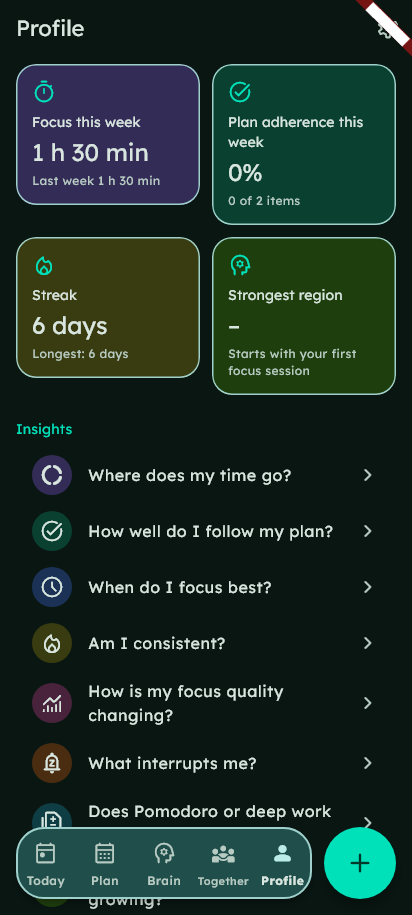 Profile
Focus this week
1 h 30 min
Last week 1 h 30 min
Plan adherence this
week
0%
0 of 2 items
Streak
6 days
Longest: 6 days
Strongest region
–
Starts with your first
focus session
Insights
Where does my time go?
How well do I follow my plan?
When do I focus best?
Am I consistent?
How is my focus quality
changing?
What interrupts me?
Does Pomodoro or deep work
Today
Plan
Brain
Together
Profile
growing?